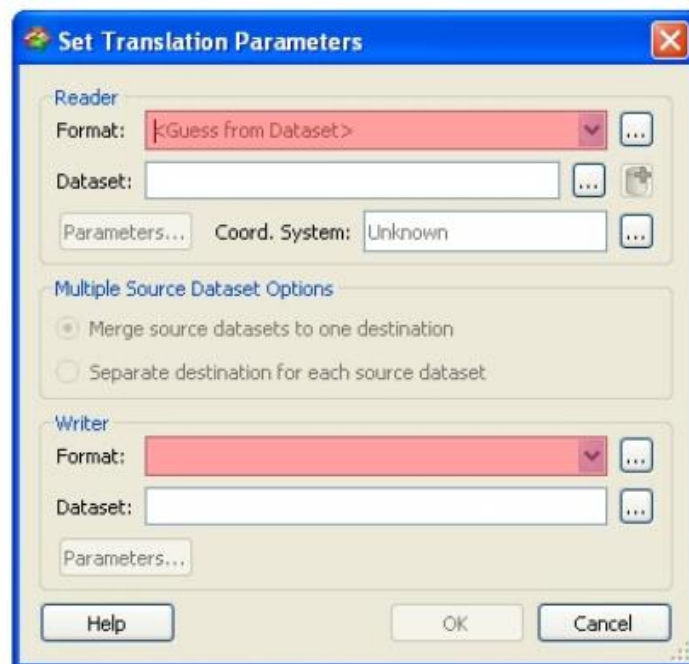 Set Translation Parameters
Reader
Format: <Guess from Dataset> ...
Dataset: ...
Parameters... Coord. System: Unknown ...
Multiple Source Dataset Options
Merge source datasets to one destination
Separate destination for each source dataset
Writer
Format: ...
Dataset: ...
Parameters...
Help OK Cancel